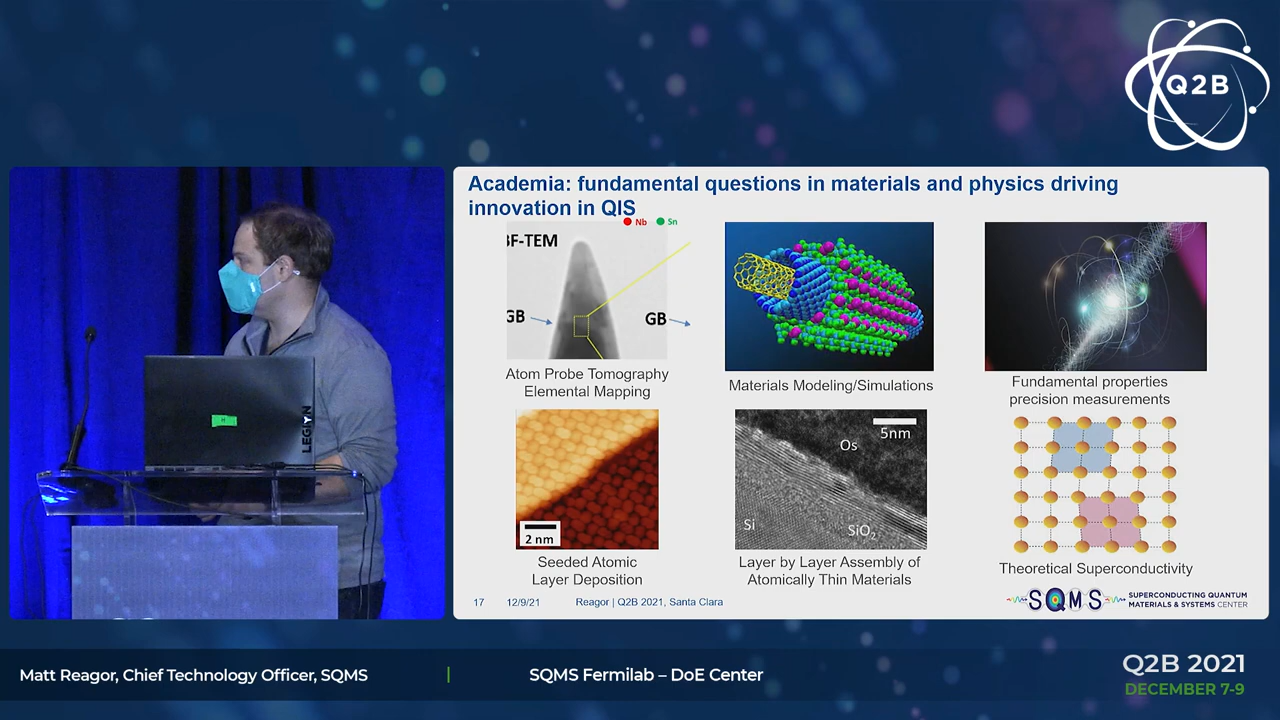 Q2B
Academia: fundamental questions in materials and physics driving
innovation in QIS
Nb Sn
BF-TEM
GB GB
Atom Probe Tomography
Elemental Mapping
Materials Modeling/Simulations
Fundamental properties
precision measurements
2 nm
Seeded Atomic
Layer Deposition
5nm
Os
Si
SiO₂
Layer by Layer Assembly of
Atomically Thin Materials
Theoretical Superconductivity
17 12/9/21 Reagor | Q2B 2021, Santa Clara
SQMS SUPERCONDUCTING QUANTUM
MATERIALS & SYSTEMS CENTER
LEGION
H
Matt Reagor, Chief Technology Officer, SQMS | SQMS Fermilab – DoE Center
Q2B 2021
DECEMBER 7-9